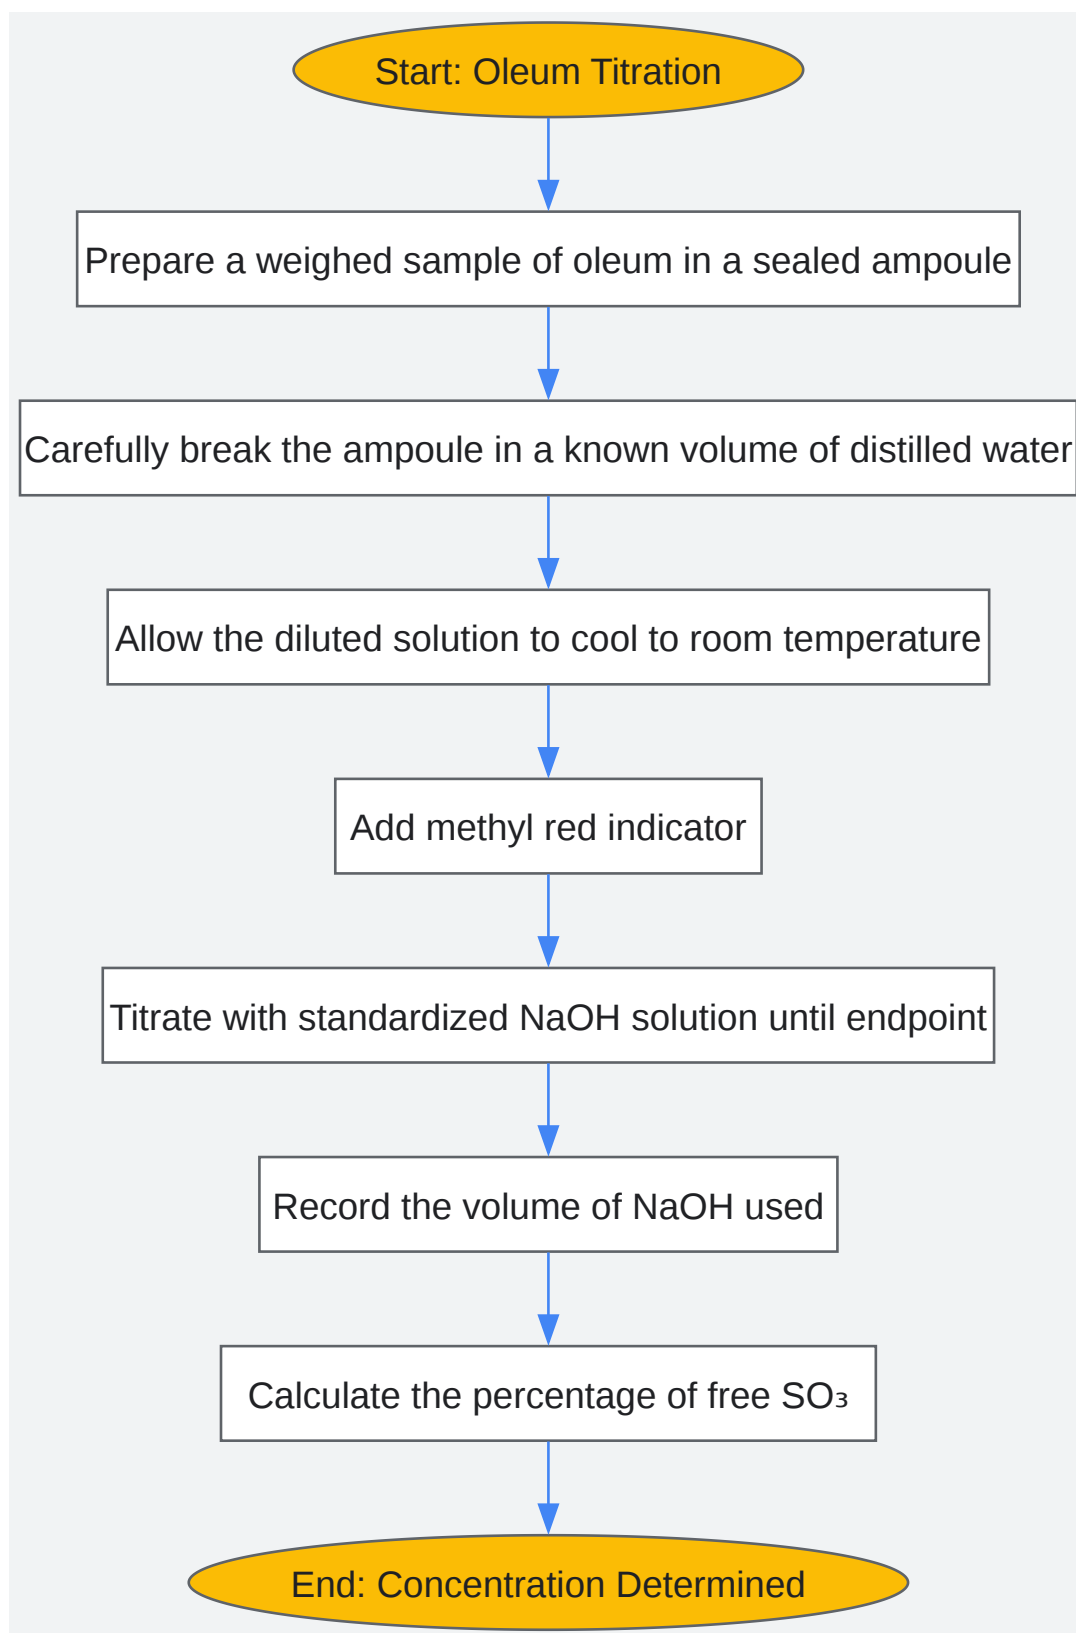 Start: Oleum Titration
Prepare a weighed sample of oleum in a sealed ampoule
Carefully break the ampoule in a known volume of distilled water
Allow the diluted solution to cool to room temperature
Add methyl red indicator
Titrate with standardized NaOH solution until endpoint
Record the volume of NaOH used
Calculate the percentage of free SO₃
End: Concentration Determined